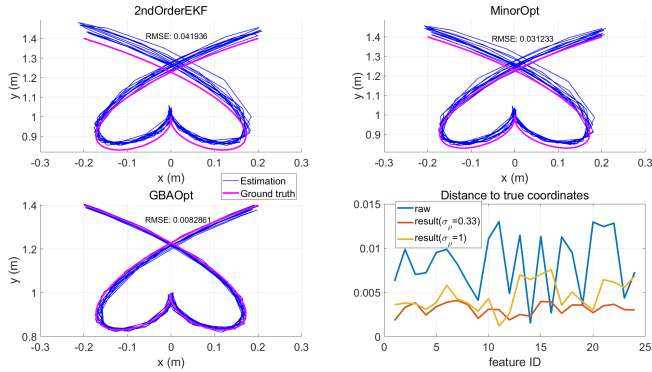 2ndOrderEKF
RMSE: 0.041936
1.4
1.3
1.2
1.1
1
0.9
y (m)
-0.3
-0.2
-0.1
0
0.1
0.2
0.3
x (m)
MinorOpt
RMSE: 0.031233
1.4
1.3
1.2
1.1
1
0.9
y (m)
-0.3
-0.2
-0.1
0
0.1
0.2
0.3
x (m)
Estimation
Ground truth
GBAOpt
RMSE: 0.0082861
1.4
1.2
1
0.8
y (m)
-0.3
-0.2
-0.1
0
0.1
0.2
0.3
x (m)
Distance to true coordinates
raw
result(σρ=0.33)
result(σρ=1)
0.015
0.01
0.005
0
0
5
10
15
20
25
feature ID